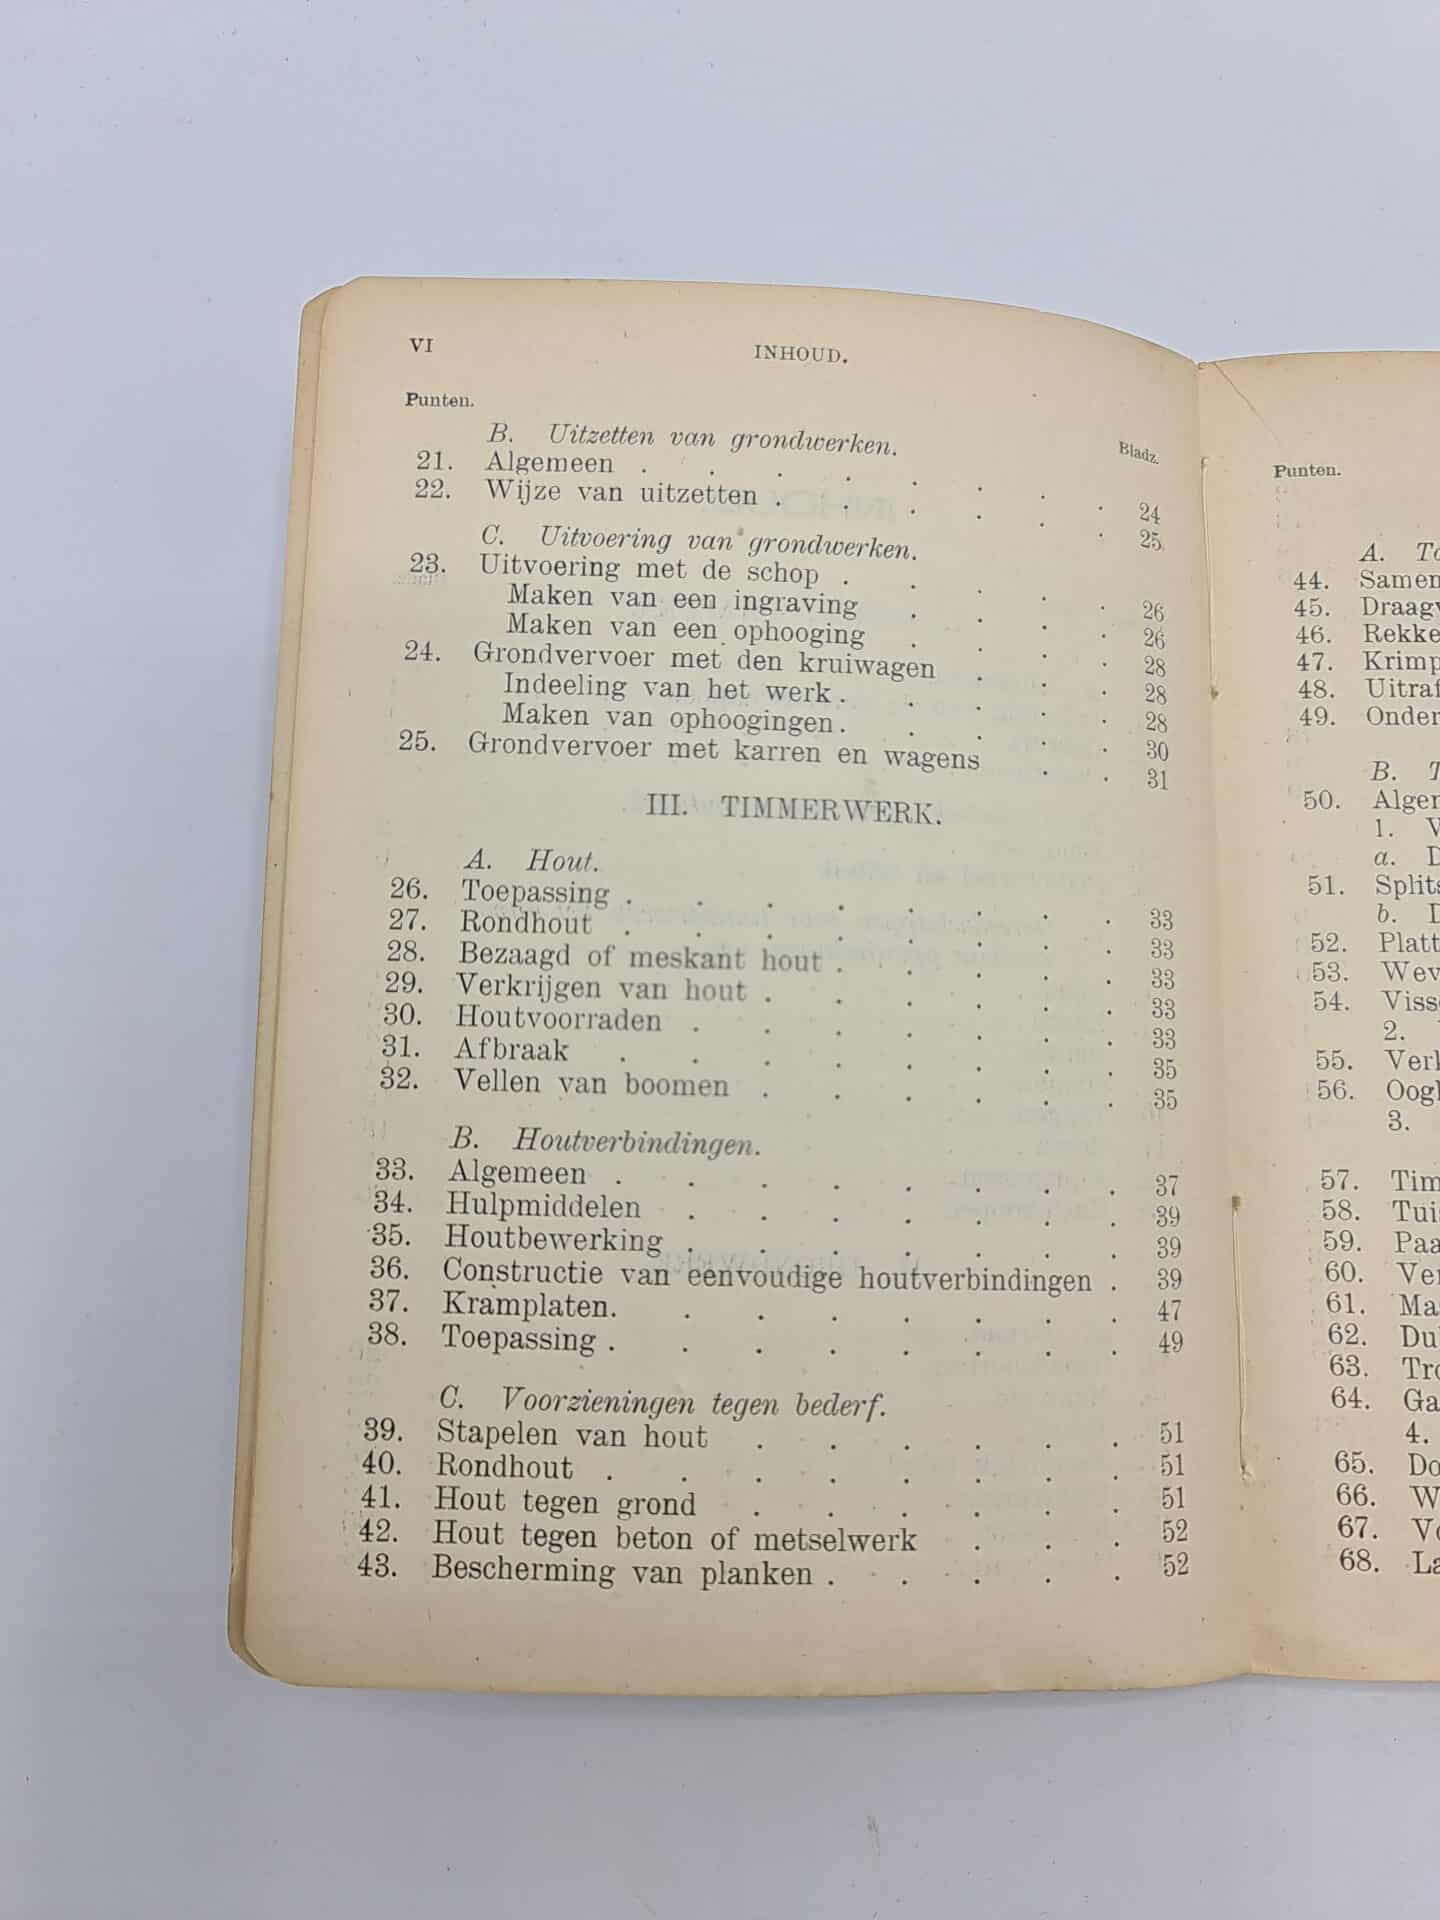 VI INHOUD.
Punten.
Bladz.
B. Uitzetten van grondwerken.
21. Algemeen . . . . . . . . 24
22. Wijze van uitzetten . . . . . . 25
C. Uitvoering van grondwerken.
23. Uitvoering met de schop . . . . . 26
Maken van een ingraving . . . . 26
Maken van een ophooging . . . . 28
24. Grondvervoer met den kruiwagen . . . 28
Indeeling van het werk . . . . . 28
Maken van ophoogingen . . . . . 30
25. Grondvervoer met karren en wagens . . 31
III. TIMMERWERK.
A. Hout.
26. Toepassing . . . . . . . . 33
27. Rondhout . . . . . . . . 33
28. Bezaagd of meskant hout . . . . . 33
29. Verkrijgen van hout . . . . . . 33
30. Houtvoorraden . . . . . . . 33
31. Afbraak . . . . . . . . 35
32. Vellen van boomen . . . . . . 35
B. Houtverbindingen.
33. Algemeen . . . . . . . . 37
34. Hulpmiddelen . . . . . . . 39
35. Houtbewerking . . . . . . . 39
36. Constructie van eenvoudige houtverbindingen . 39
37. Kramplaten. . . . . . . . 47
38. Toepassing . . . . . . . . 49
C. Voorzieningen tegen bederf.
39. Stapelen van hout . . . . . . 51
40. Rondhout . . . . . . . . 51
41. Hout tegen grond . . . . . . 51
42. Hout tegen beton of metselwerk . . . 52
43. Bescherming van planken . . . . . 52
Punten.
A.
44.
45.
46.
47.
48.
49.
B.
50.
1.
a.
51.
b.
52.
53.
54.
2.
55.
56.
3.
57.
58.
59.
60.
61.
62.
63.
64.
4.
65.
66.
67.
68.